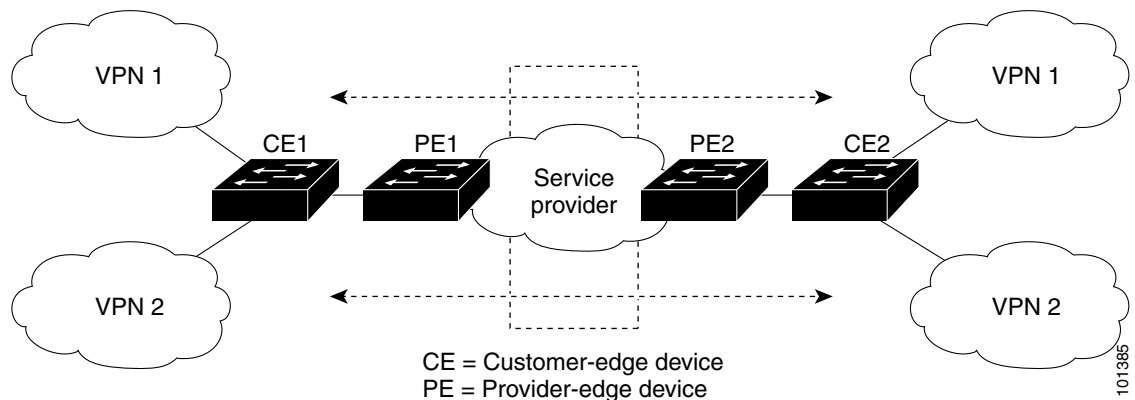 VPN 1
VPN 1
CE1
PE1
PE2
CE2
Service
provider
VPN 2
VPN 2
CE = Customer-edge device
PE = Provider-edge device
101385